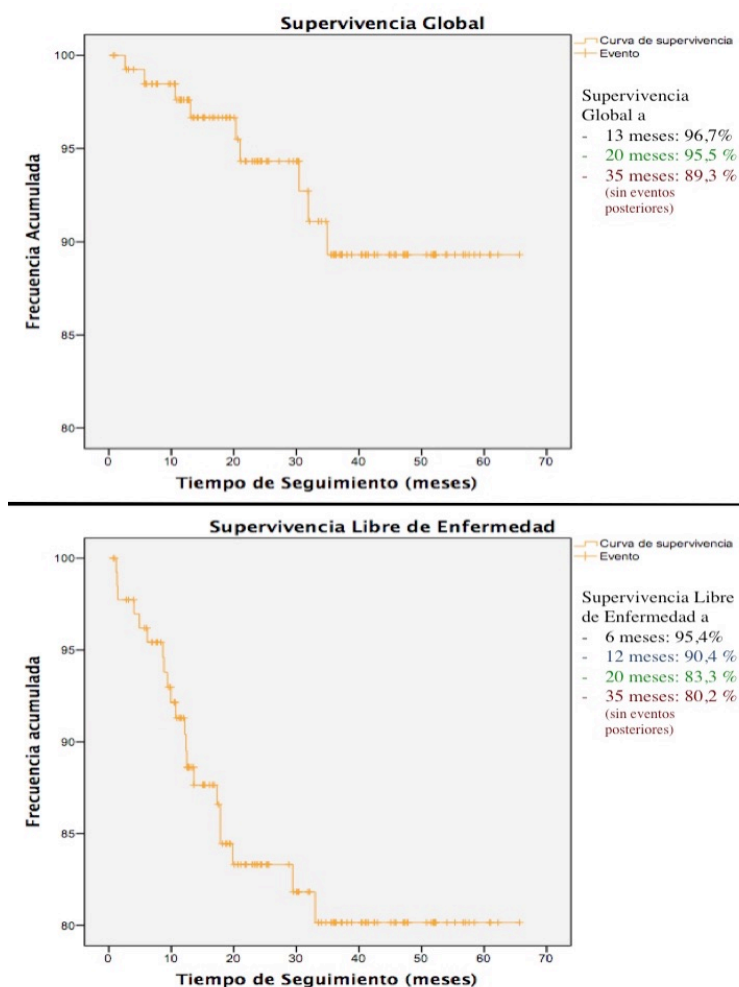 Supervivencia Global
Curva de supervivencia
Evento
Supervivencia
Global a
- 13 meses: 96,7%
- 20 meses: 95,5 %
- 35 meses: 89,3 %
(sin eventos
posteriores)
Frecuencia Acumulada
100
95
90
85
80
0 10 20 30 40 50 60 70
Tiempo de Seguimiento (meses)
Supervivencia Libre de Enfermedad
Curva de supervivencia
Evento
Supervivencia Libre
de Enfermedad a
- 6 meses: 95,4%
- 12 meses: 90,4 %
- 20 meses: 83,3 %
- 35 meses: 80,2 %
(sin eventos
posteriores)
Frecuencia acumulada
100
95
90
85
80
0 10 20 30 40 50 60 70
Tiempo de Seguimiento (meses)